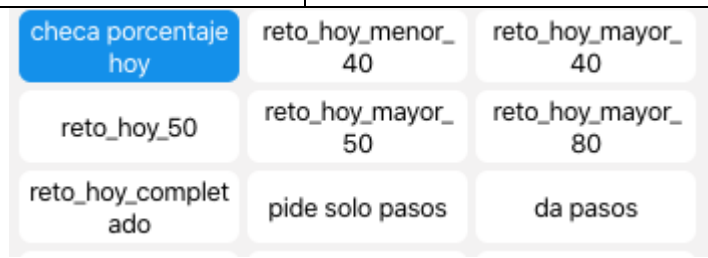 checa porcentaje
hoy
reto_hoy_menor_
40
reto_hoy_mayor_
40
reto_hoy_50
reto_hoy_mayor_
50
reto_hoy_mayor_
80
reto_hoy_complet
ado
pide solo pasos
da pasos